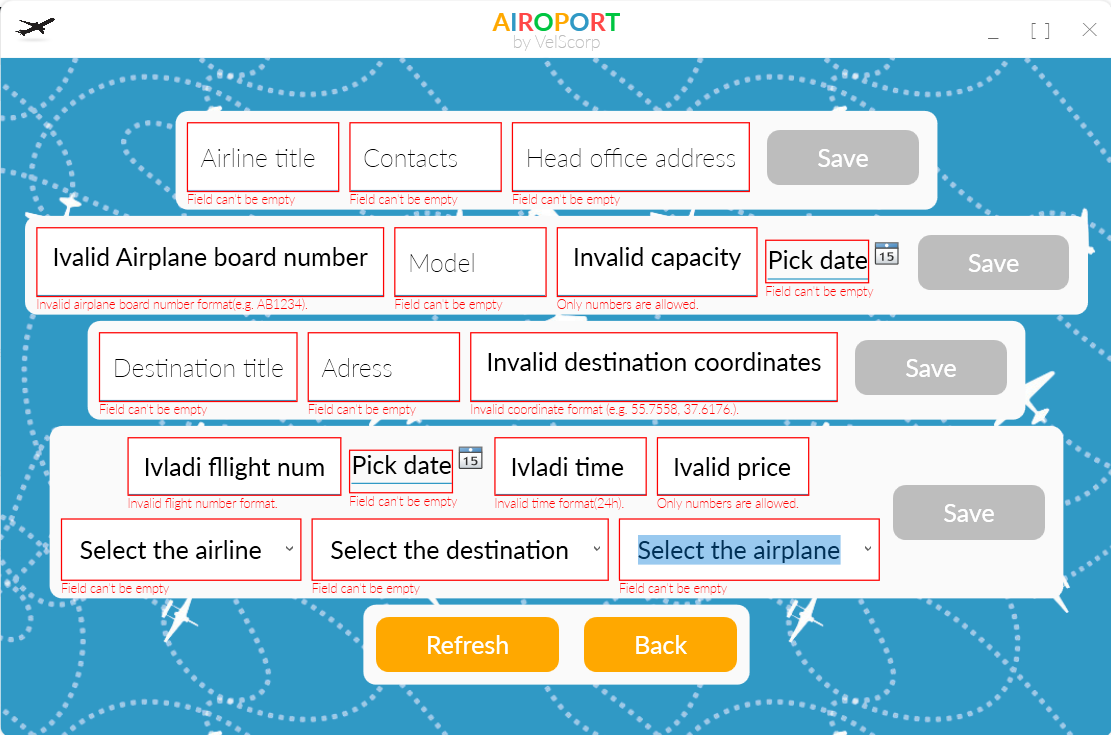 AIROPORT
by VelScorp
Airline title Contacts Head office address Save
Field can't be empty Field can't be empty Field can't be empty
Ivalid Airplane board number Model Invalid capacity Pick date 15 Save
Invalid airplane board number format(e.g. AB1234). Field can't be empty Only numbers are allowed. Field can't be empty
Destination title Adress Invalid destination coordinates Save
Field can't be empty Field can't be empty Invalid coordinate format (e.g. 55.7558, 37.6176.).
Ivladi fllight num Pick date 15 Ivladi time Ivalid price
Invalid flight number format. Field can't be empty Invalid time format(24h). Only numbers are allowed.
Save
Select the airline Select the destination Select the airplane
Field can't be empty Field can't be empty Field can't be empty
Refresh Back